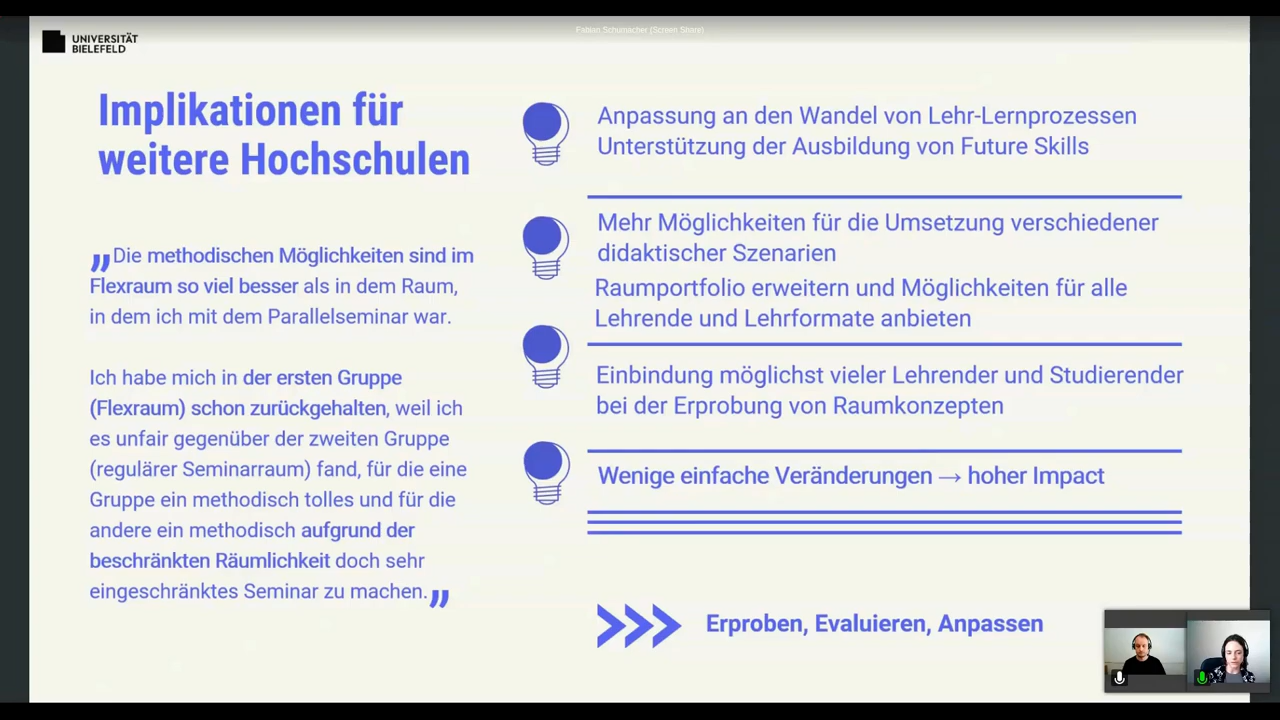 Fabian Schumacher (Screen Share)
UNIVERSITÄT
BIELEFELD
Implikationen für
weitere Hochschulen
„Die methodischen Möglichkeiten sind im
Flexraum so viel besser als in dem Raum,
in dem ich mit dem Parallelseminar war.
Ich habe mich in der ersten Gruppe
(Flexraum) schon zurückgehalten, weil ich
es unfair gegenüber der zweiten Gruppe
(regulärer Seminarraum) fand, für die eine
Gruppe ein methodisch tolles und für die
andere ein methodisch aufgrund der
beschränkten Räumlichkeit doch sehr
eingeschränktes Seminar zu machen.„
Anpassung an den Wandel von Lehr-Lernprozessen
Unterstützung der Ausbildung von Future Skills
Mehr Möglichkeiten für die Umsetzung verschiedener
didaktischer Szenarien
Raumportfolio erweitern und Möglichkeiten für alle
Lehrende und Lehrformate anbieten
Einbindung möglichst vieler Lehrender und Studierender
bei der Erprobung von Raumkonzepten
Wenige einfache Veränderungen → hoher Impact
Erproben, Evaluieren, Anpassen